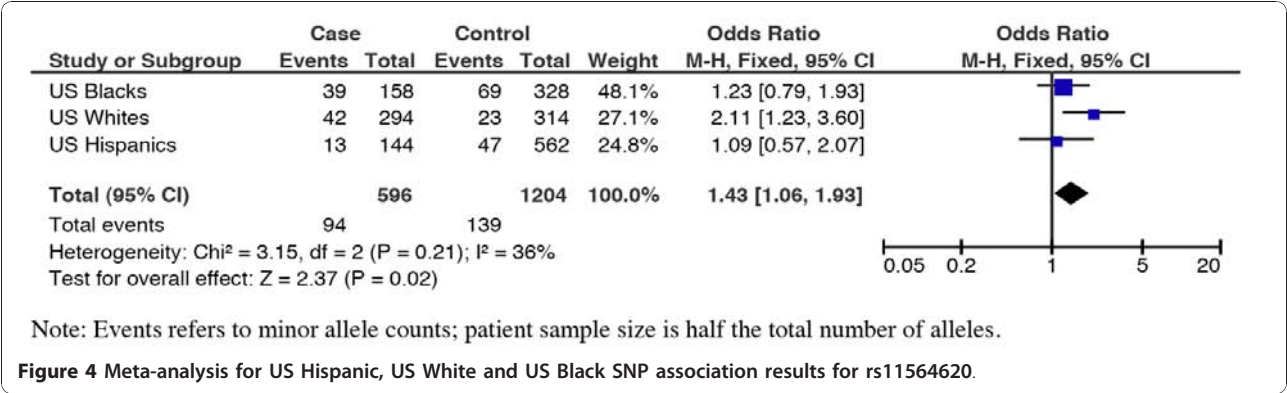 Case Control Odds Ratio Odds Ratio
Study or Subgroup Events Total Events Total Weight M-H, Fixed, 95% CI M-H, Fixed, 95% CI
US Blacks 39 158 69 328 48.1% 1.23 [0.79, 1.93]
US Whites 42 294 23 314 27.1% 2.11 [1.23, 3.60]
US Hispanics 13 144 47 562 24.8% 1.09 [0.57, 2.07]
Total (95% CI) 596 1204 100.0% 1.43 [1.06, 1.93]
Total events 94 139
Heterogeneity: Chi² = 3.15, df = 2 (P = 0.21); I² = 36%
Test for overall effect: Z = 2.37 (P = 0.02)
0.05 0.2 1 5 20
Note: Events refers to minor allele counts; patient sample size is half the total number of alleles.
Figure 4 Meta-analysis for US Hispanic, US White and US Black SNP association results for rs11564620.